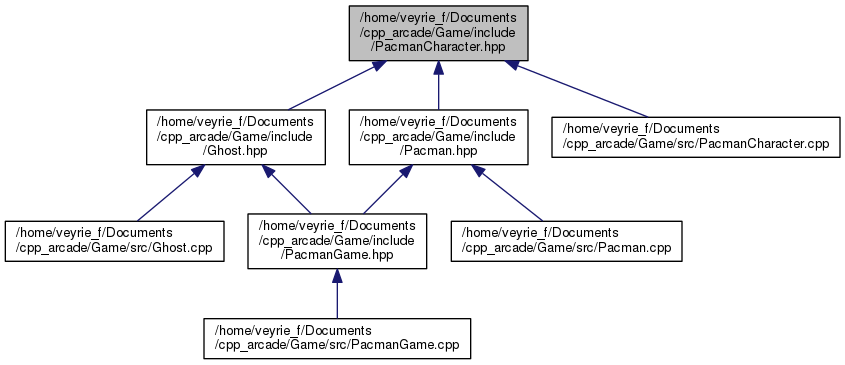 /home/veyrie_f/Documents
/cpp_arcade/Game/include
/PacmanCharacter.hpp
/home/veyrie_f/Documents
/cpp_arcade/Game/include
/Ghost.hpp
/home/veyrie_f/Documents
/cpp_arcade/Game/include
/Pacman.hpp
/home/veyrie_f/Documents
/cpp_arcade/Game/src/PacmanCharacter.cpp
/home/veyrie_f/Documents
/cpp_arcade/Game/src/Ghost.cpp
/home/veyrie_f/Documents
/cpp_arcade/Game/include
/PacmanGame.hpp
/home/veyrie_f/Documents
/cpp_arcade/Game/src/Pacman.cpp
/home/veyrie_f/Documents
/cpp_arcade/Game/src/PacmanGame.cpp